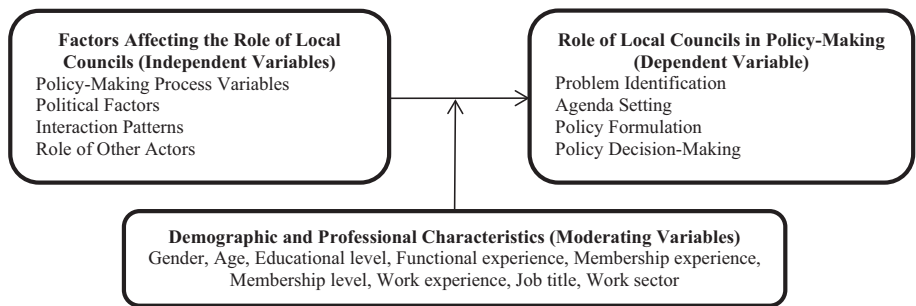 Factors Affecting the Role of Local
Councils (Independent Variables)
Policy-Making Process Variables
Political Factors
Interaction Patterns
Role of Other Actors
Role of Local Councils in Policy-Making
(Dependent Variable)
Problem Identification
Agenda Setting
Policy Formulation
Policy Decision-Making
Demographic and Professional Characteristics (Moderating Variables)
Gender, Age, Educational level, Functional experience, Membership experience,
Membership level, Work experience, Job title, Work sector